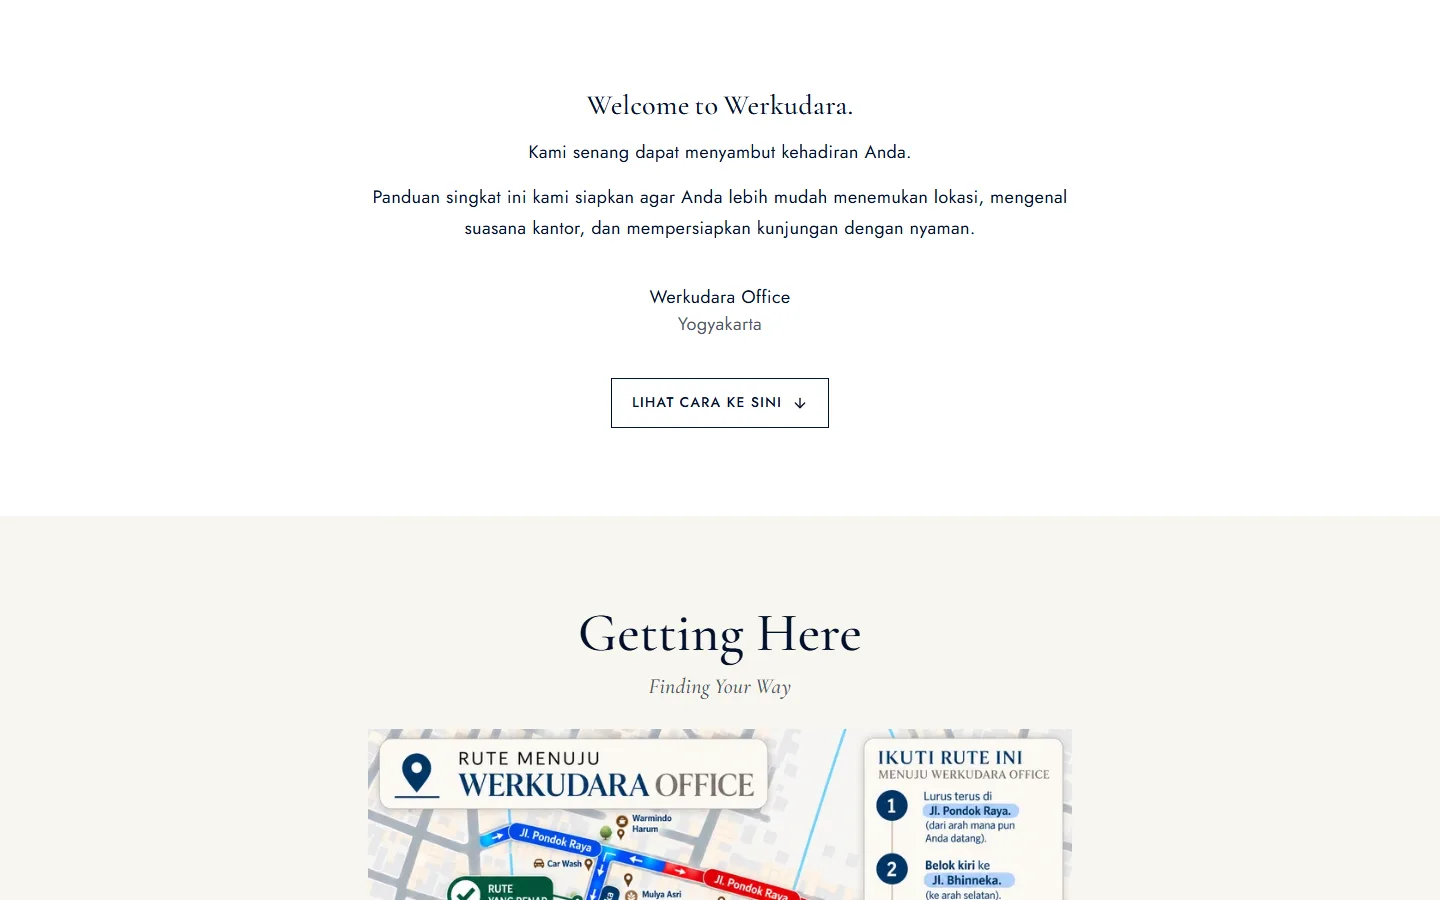 Welcome to Werkudara.
Kami senang dapat menyambut kehadiran Anda.
Panduan singkat ini kami siapkan agar Anda lebih mudah menemukan lokasi, mengenal
suasana kantor, dan mempersiapkan kunjungan dengan nyaman.
Werkudara Office
Yogyakarta
LIHAT CARA KE SINI
Getting Here
Finding Your Way
RUTE MENUJU
WERKUDARA OFFICE
Warmindo
Harum
Jl. Pondok Raya
Car Wash
Jl. Pondok Raya
RUTE
YANG BENAR
Mulya Asri
IKUTI RUTE INI
MENUJU WERKUDARA OFFICE
1
Lurus terus di
Jl. Pondok Raya.
(dari arah mana pun
Anda datang).
2
Belok kiri ke
Jl. Bhinneka.
(ke arah selatan).